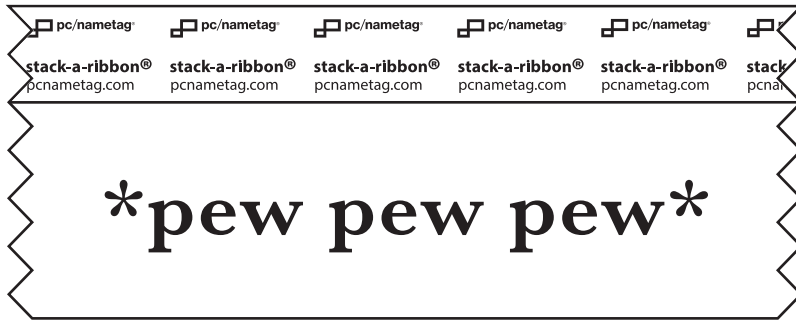 pc/nametag® pc/nametag® pc/nametag® pc/nametag® pc/nametag®
stack-a-ribbon® stack-a-ribbon® stack-a-ribbon® stack-a-ribbon® stack-a-ribbon® stack
pcnametag.com pcnametag.com pcnametag.com pcnametag.com pcnametag.com
*pew pew pew*